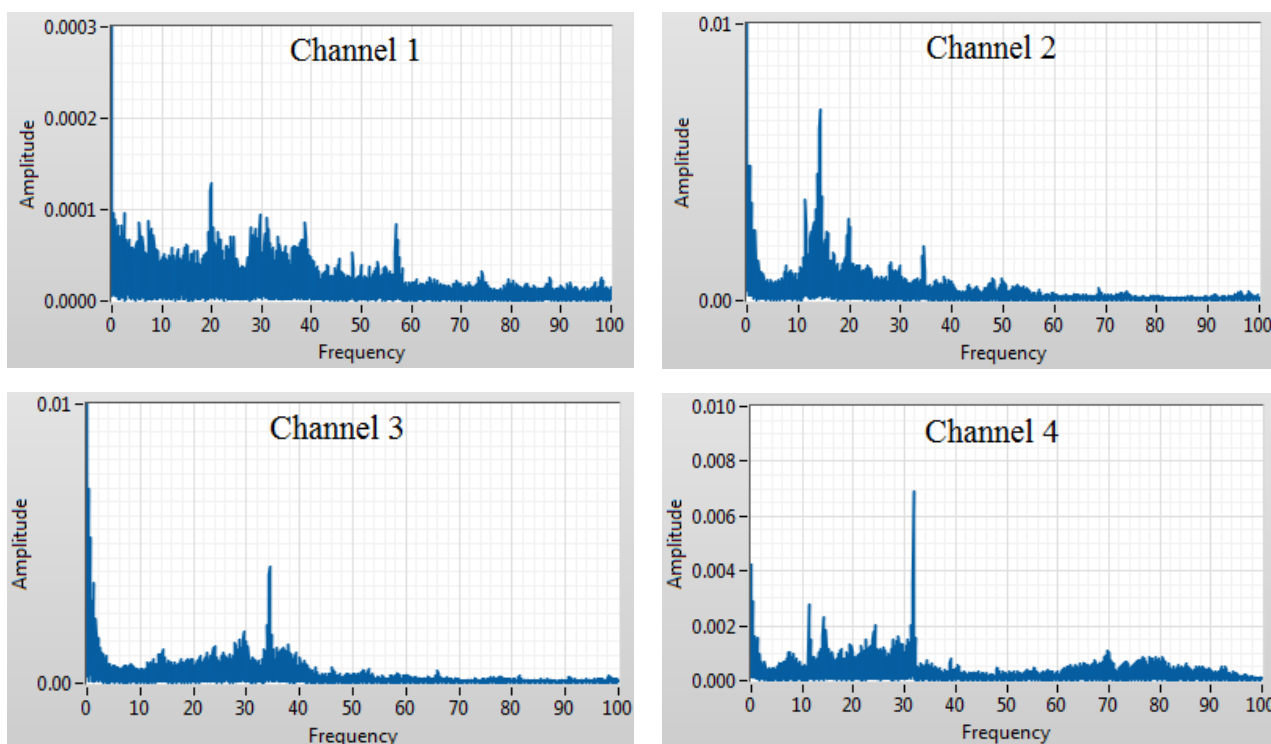 Channel 1
Amplitude
0.0003
0.0002
0.0001
0.0000
0 10 20 30 40 50 60 70 80 90 100
Frequency
Channel 2
Amplitude
0.01
0.00
0 10 20 30 40 50 60 70 80 90 100
Frequency
Channel 3
Amplitude
0.01
0.00
0 10 20 30 40 50 60 70 80 90 100
Frequency
Channel 4
Amplitude
0.010
0.008
0.006
0.004
0.002
0.000
0 10 20 30 40 50 60 70 80 90 100
Frequency